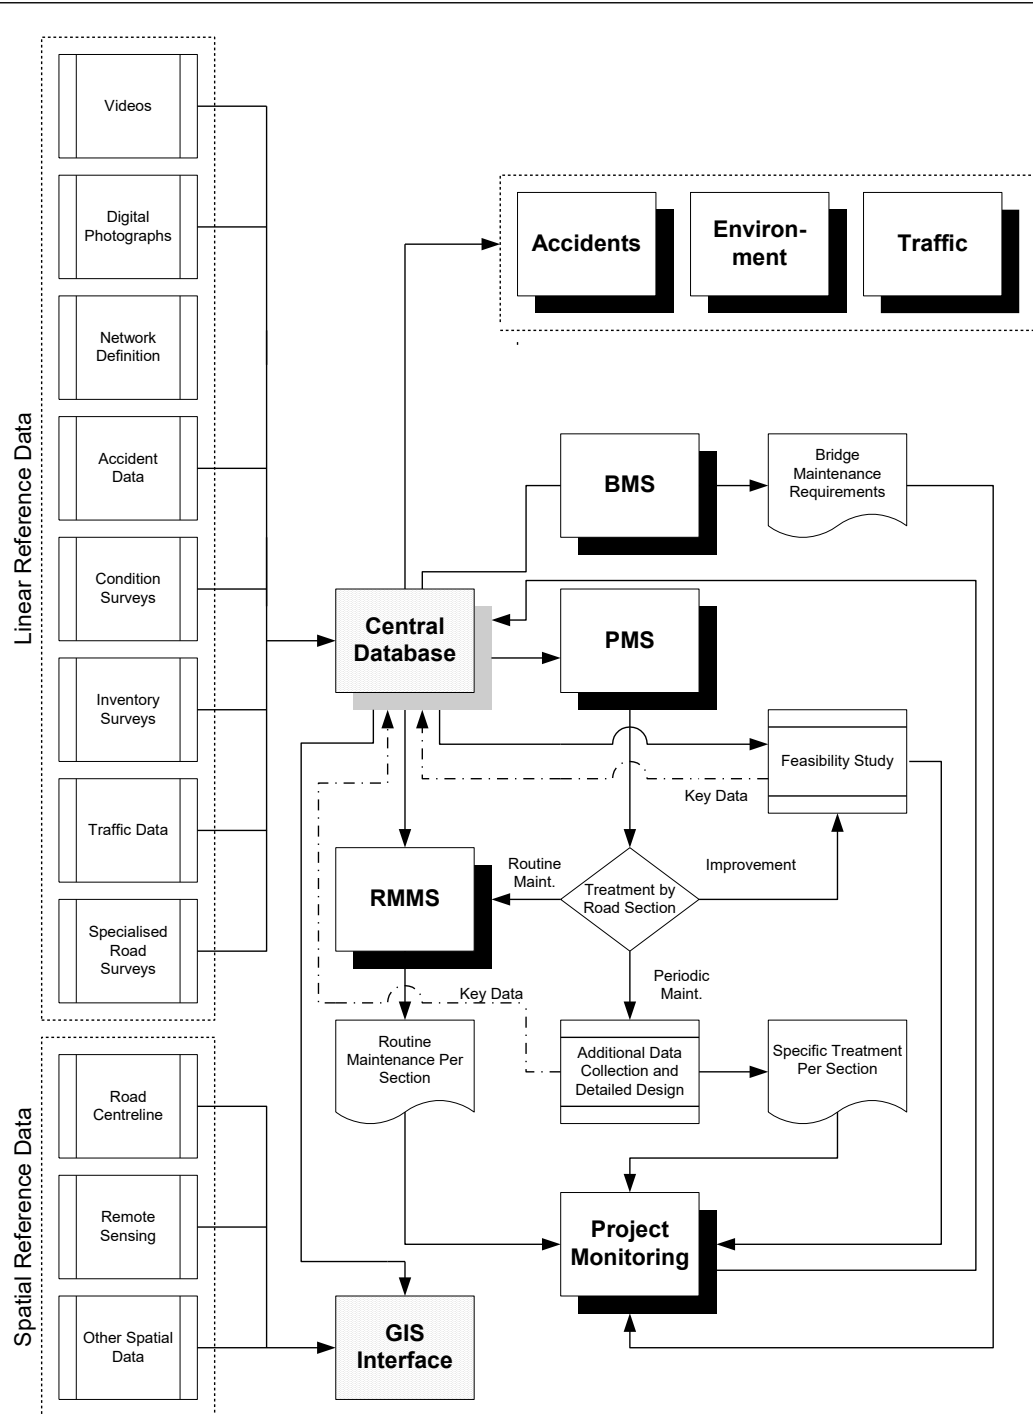 Linear Reference Data
Videos
Digital
Photographs
Network
Definition
Accident
Data
Condition
Surveys
Inventory
Surveys
Traffic Data
Specialised
Road
Surveys
Spatial Reference Data
Road
Centreline
Remote
Sensing
Other Spatial
Data
Accidents
Environ-
ment
Traffic
BMS
Bridge
Maintenance
Requirements
Central
Database
PMS
Feasibility Study
Key Data
Routine
Maint.
Improvement
RMMS
Treatment by
Road Section
Key Data
Periodic
Maint.
Routine
Maintenance Per
Section
Additional Data
Collection and
Detailed Design
Specific Treatment
Per Section
Project
Monitoring
GIS
Interface